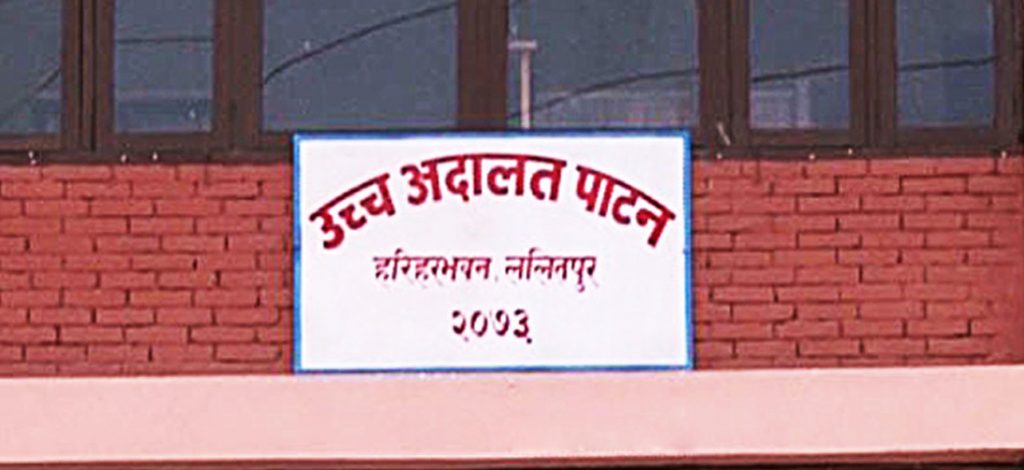 उच्च अदालत पाटन
हरिहरभवन, ललितपुर
२०७३